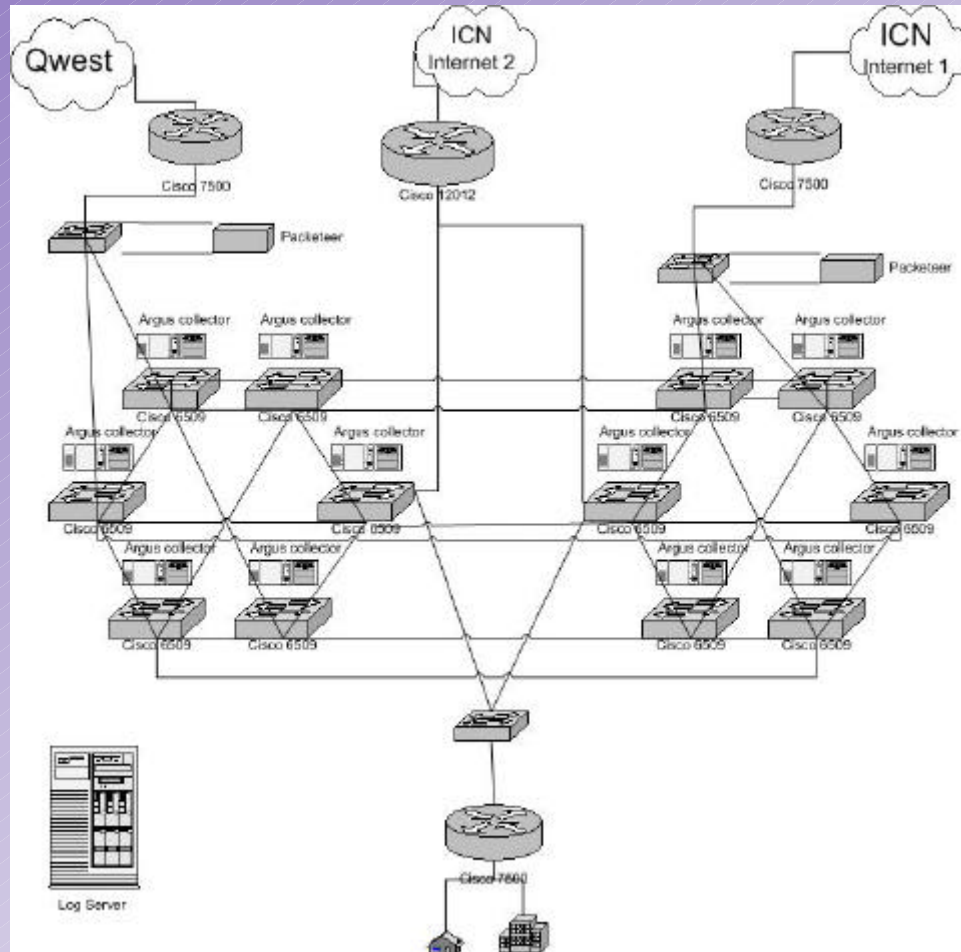 Qwest
ICN
Internet 2
ICN
Internet 1
Cisco 7500
Cisco 12012
Cisco 7500
Packeteer
Packeteer
Argus collector
Argus collector
Argus collector
Argus collector
Cisco 6509
Cisco 6509
Cisco 6509
Cisco 6509
Argus collector
Argus collector
Argus collector
Argus collector
Cisco 6509
Cisco 6509
Cisco 6509
Cisco 6509
Argus collector
Argus collector
Argus collector
Argus collector
Cisco 6509
Cisco 6509
Cisco 6509
Cisco 6509
Cisco 7500
Log Server